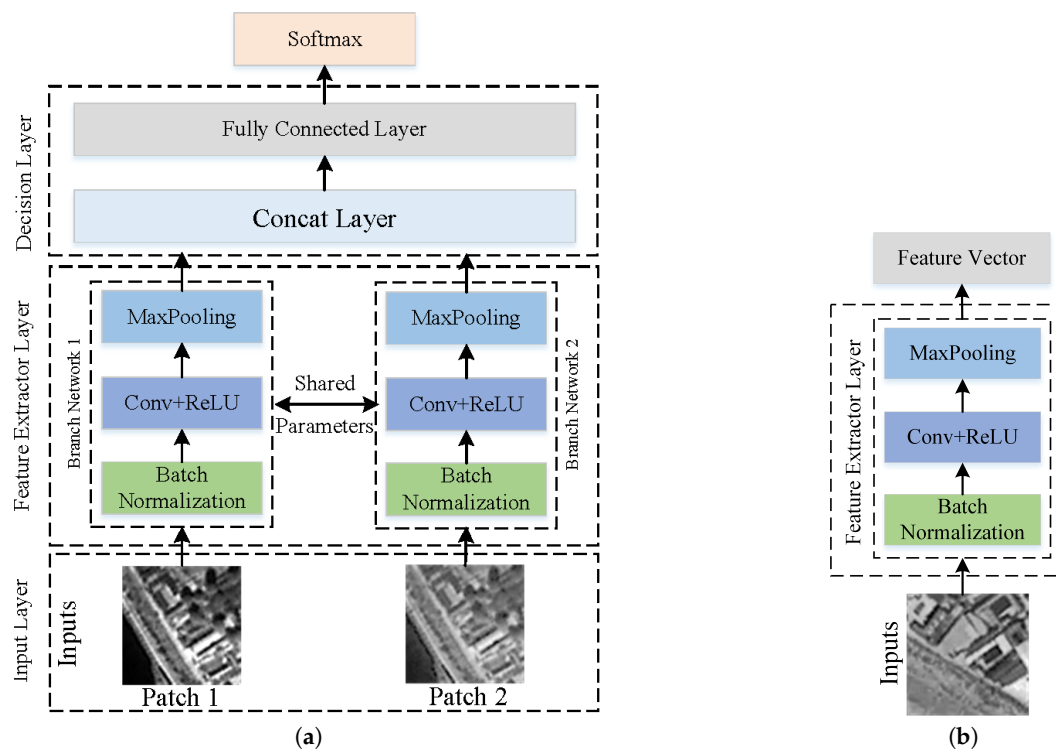 Softmax
Decision Layer
Fully Connected Layer
Concat Layer
Feature Extractor Layer
Branch Network 1
MaxPooling
Conv+ReLU
Batch
Normalization
Shared
Parameters
MaxPooling
Conv+ReLU
Batch
Normalization
Branch Network 2
Input Layer
Inputs
Patch 1
Patch 2
(a)
Feature Vector
Feature Extractor Layer
MaxPooling
Conv+ReLU
Batch
Normalization
Inputs
(b)